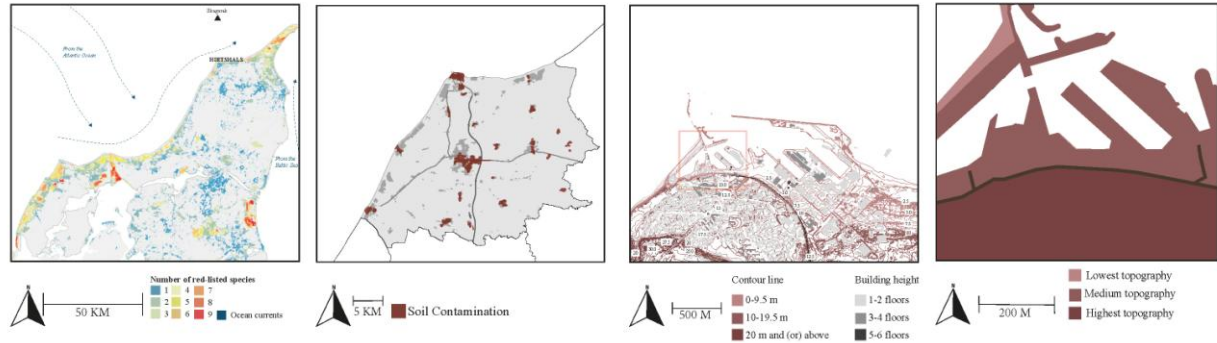 Skagerrak
From the
Atlantic Ocean
HIRTSHALS
From the
Baltic Sea
50 KM
Number of red-listed species
1 4 7
2 5 8
3 6 9 Ocean currents
5 KM
Soil Contamination
500 M
Contour line
0-9.5 m
10-19.5 m
20 m and (or) above
Building height
1-2 floors
3-4 floors
5-6 floors
200 M
Lowest topography
Medium topography
Highest topography